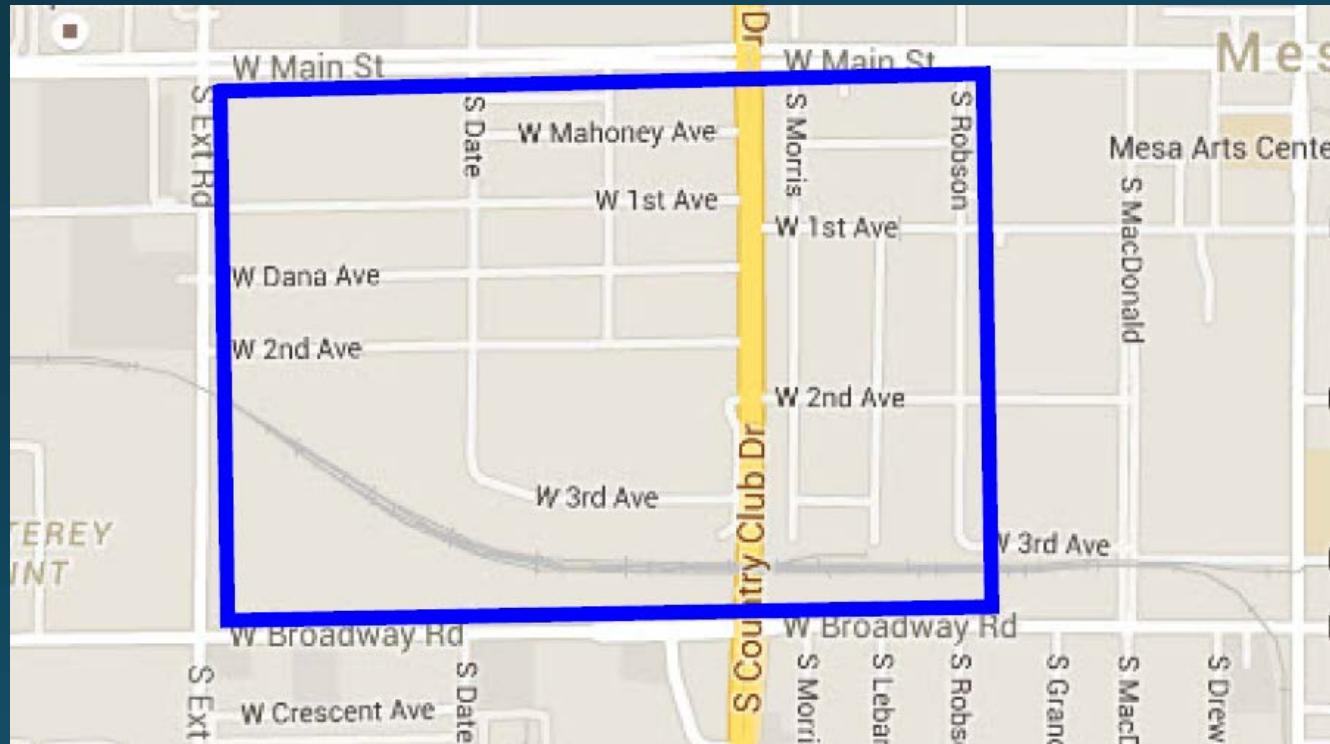 W Main St
W Main St
Mes
S Ext Rd
S Date
W Mahoney Ave
S Morris
S Robson
Mesa Arts Cente
W 1st Ave
W 1st Ave
S MacDonald
W Dana Ave
W 2nd Ave
W 2nd Ave
S Country Club Dr
W 3rd Ave
W 3rd Ave
TEREY
INT
W Broadway Rd
W Broadway Rd
S Ext
S Date
W Crescent Ave
S Morri
S Lebar
S Robs
S Grand
S MacD
S Drew
Dr